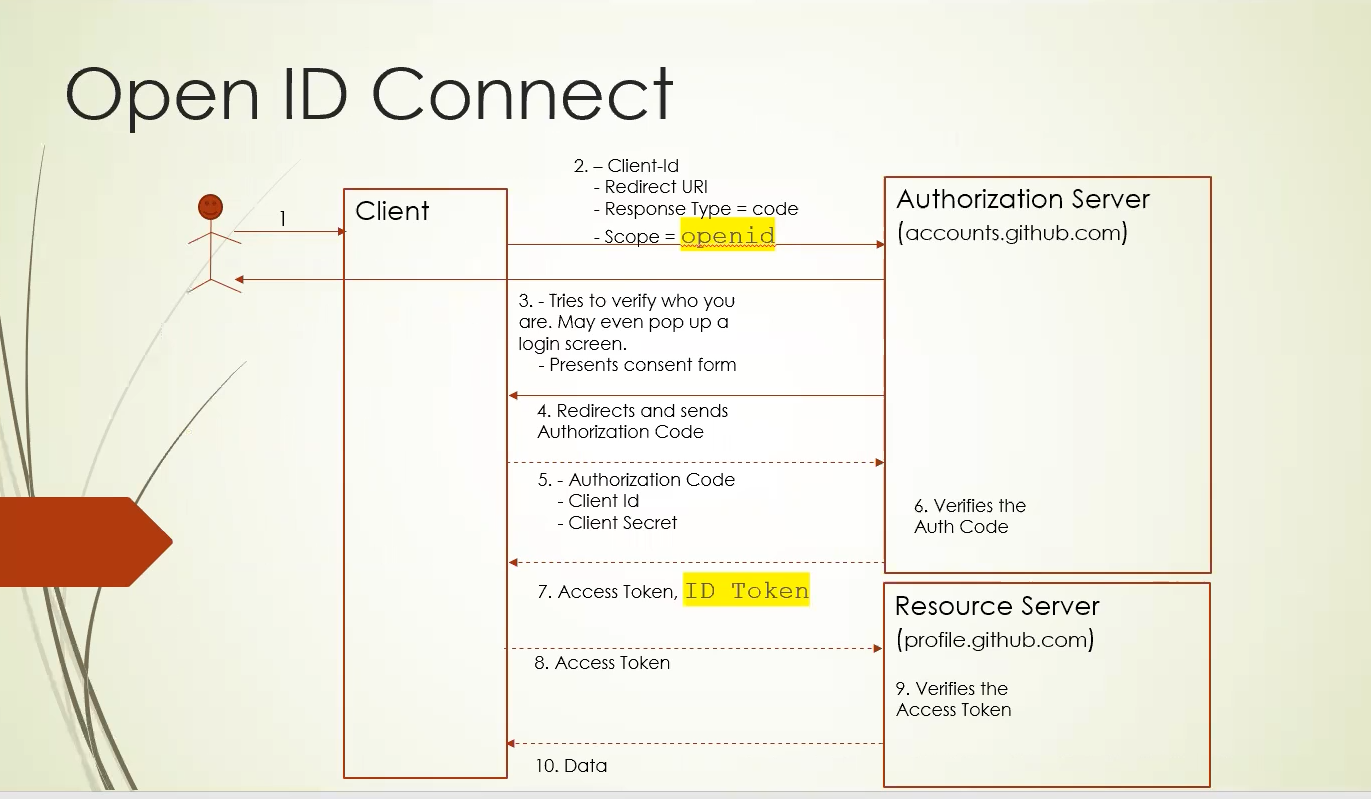 Open ID Connect
1
Client
2. – Client-Id
- Redirect URI
- Response Type = code
- Scope = openid
Authorization Server
(accounts.github.com)
3. - Tries to verify who you
are. May even pop up a
login screen.
- Presents consent form
4. Redirects and sends
Authorization Code
5. - Authorization Code
- Client Id
- Client Secret
6. Verifies the
Auth Code
7. Access Token, ID Token
Resource Server
(profile.github.com)
8. Access Token
9. Verifies the
Access Token
10. Data